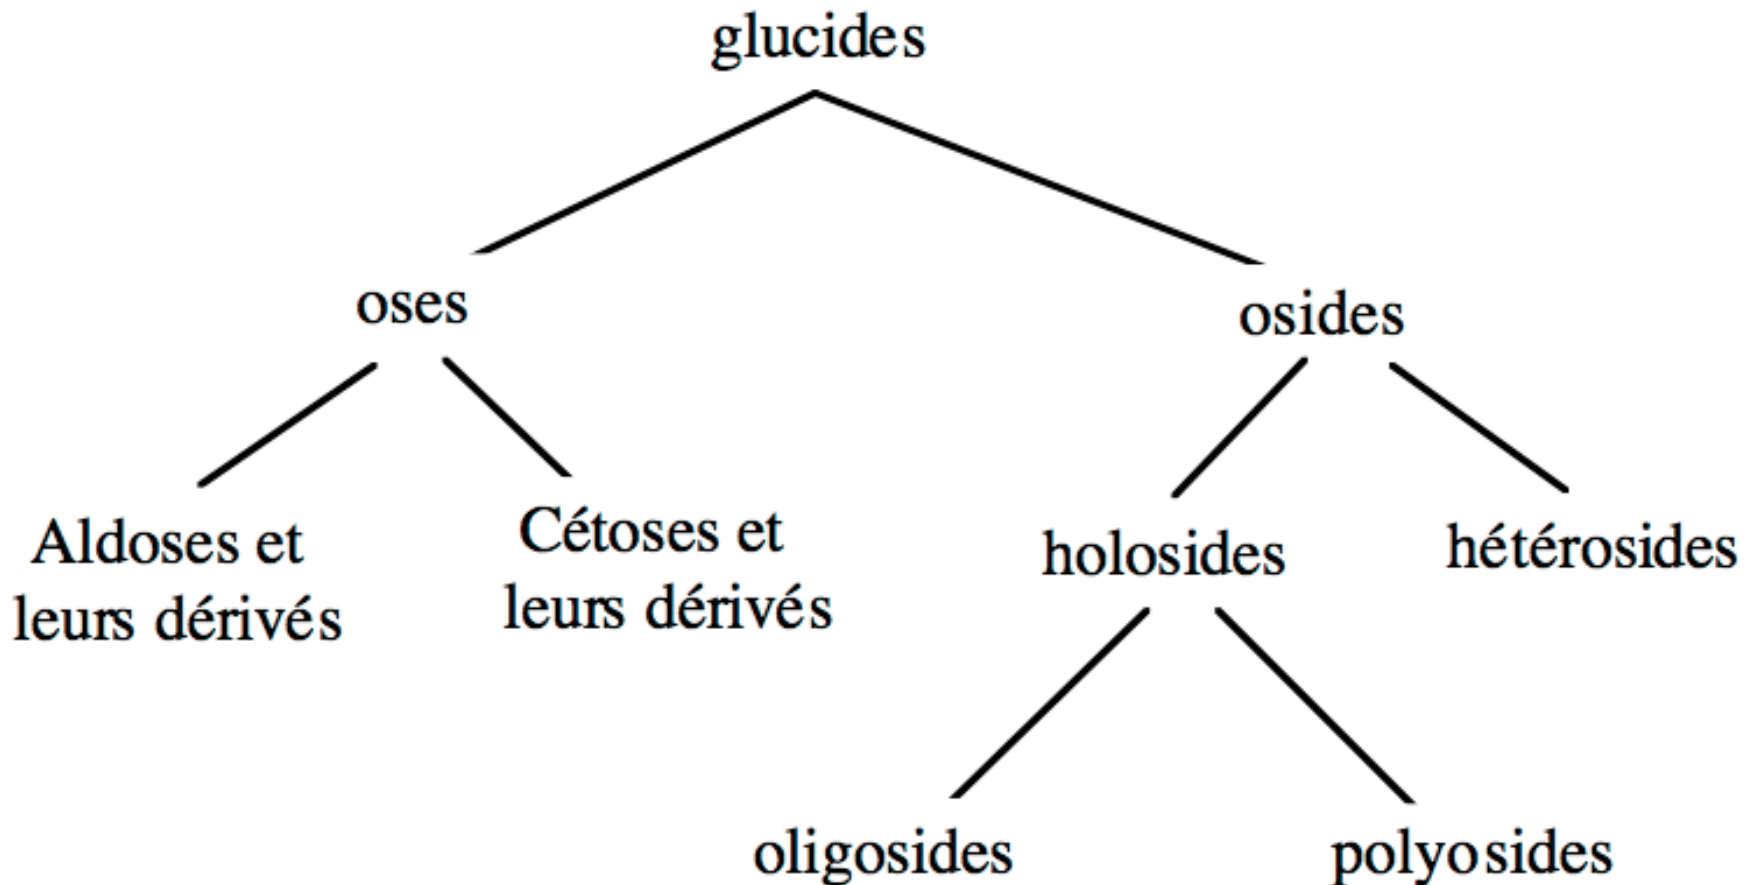 glucides
oses
osides
Aldoses et
leurs dérivés
Cétoses et
leurs dérivés
holosides
hétérosides
oligosides
polyosides